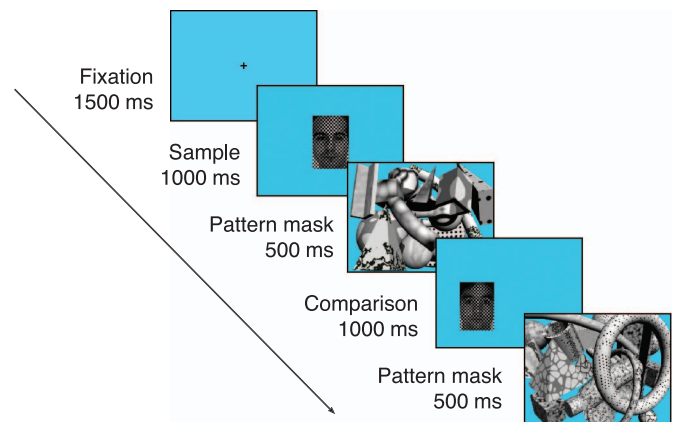 Fixation
1500 ms
Sample
1000 ms
Pattern mask
500 ms
Comparison
1000 ms
Pattern mask
500 ms